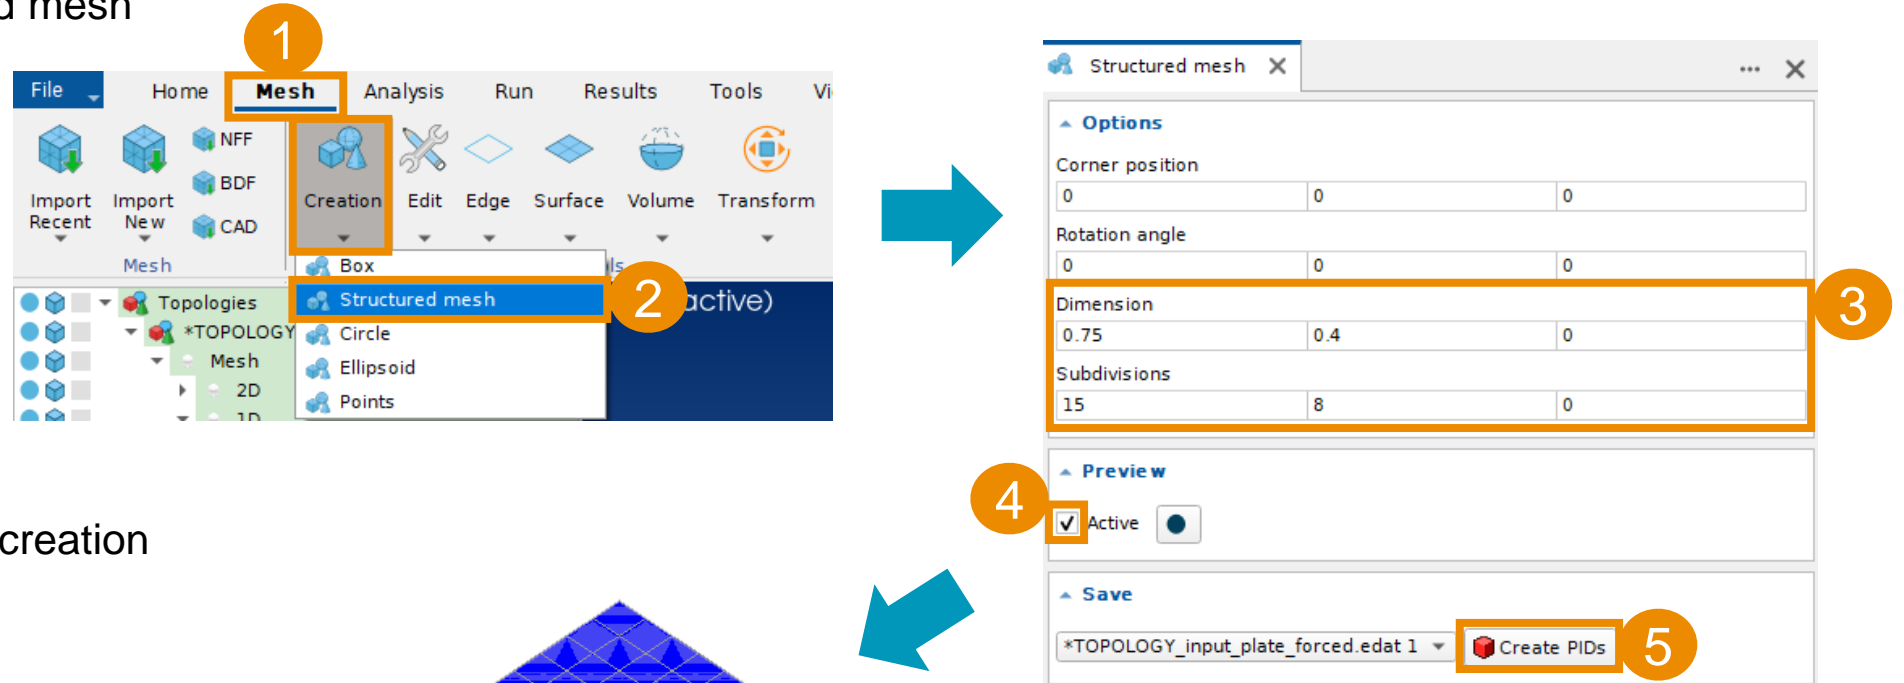 d mesh
1
File Home Mesh Analysis Run Results Tools Vi
NFF
BDF
CAD
Import Recent
Import New
Creation Edit Edge Surface Volume Transform
Mesh
ls
Box
Structured mesh
2
active)
Circle
Ellipsoid
Points
Topologies
*TOPOLOGY
Mesh
2D
1D
Structured mesh
Options
Corner position
0 0 0
Rotation angle
0 0 0
Dimension
3
0.75 0.4 0
Subdivisions
15 8 0
Preview
4
Active
Save
*TOPOLOGY_input_plate_forced.edat 1
Create PIDs
5
creation